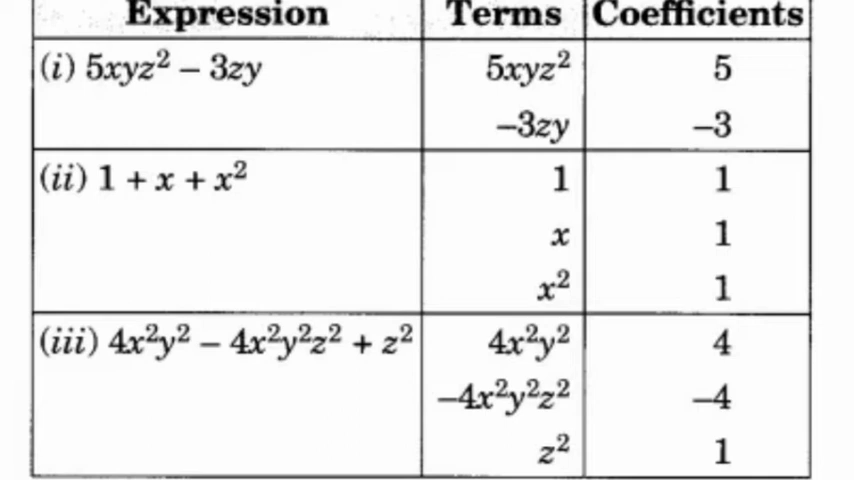 Expression Terms Coefficients
(i) 5xyz² – 3zy 5xyz² 5
–3zy –3
(ii) 1 + x + x² 1 1
x 1
x² 1
(iii) 4x²y² – 4x²y²z² + z² 4x²y² 4
–4x²y²z² –4
z² 1